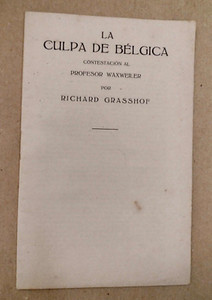 LA
CULPA DE BÉLGICA
CONTESTACIÓN AL
PROFESOR WAXWEILER
POR
RICHARD GRASSHOF